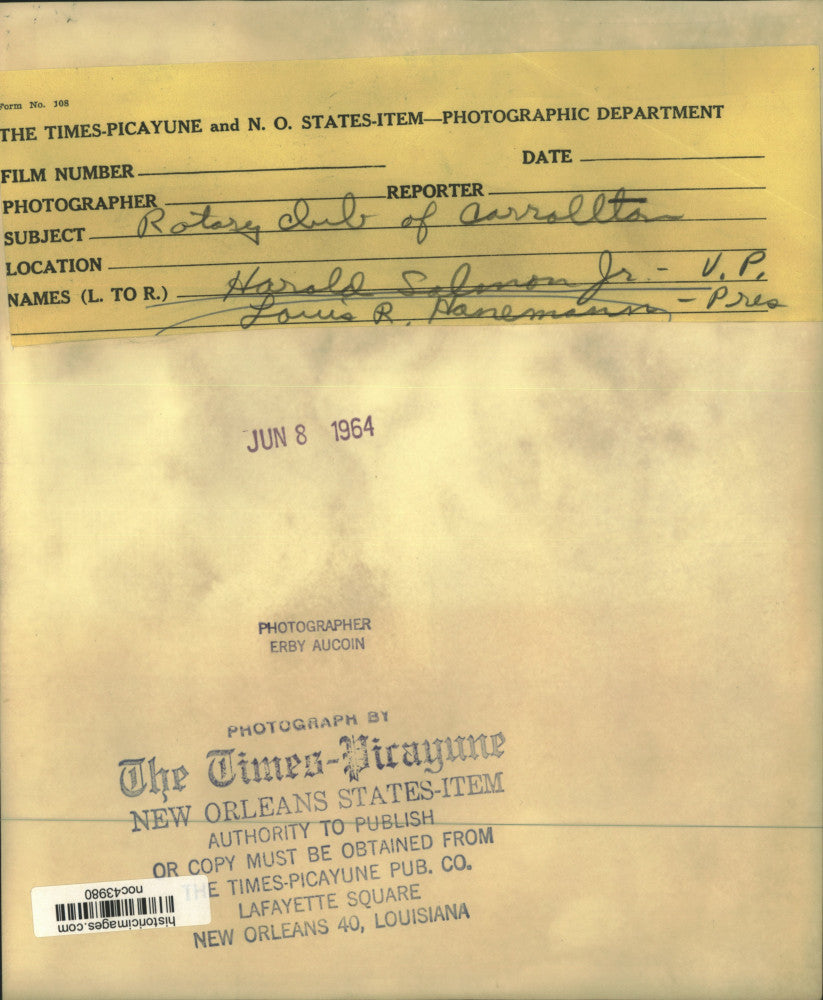 Form No. 108
THE TIMES-PICAYUNE and N. O. STATES-ITEM—PHOTOGRAPHIC DEPARTMENT
FILM NUMBER DATE
PHOTOGRAPHER REPORTER
SUBJECT Rotary Club of Carrollton
LOCATION
NAMES (L. TO R.) Harold Salmon Jr. - V. P.
Louis R. Hanemann - Pres
JUN 8 1964
PHOTOGRAPHER
ERBY AUCOIN
PHOTOGRAPH BY
The Times-Picayune
NEW ORLEANS STATES-ITEM
AUTHORITY TO PUBLISH
OR COPY MUST BE OBTAINED FROM
THE TIMES-PICAYUNE PUB. CO.
LAFAYETTE SQUARE
NEW ORLEANS 40, LOUISIANA
historicimages.com
noc43980